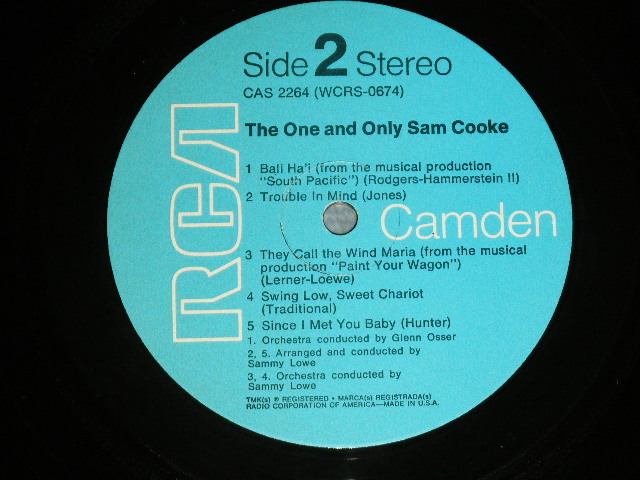 Side 2 Stereo
CAS 2264 (WCRS-0674)
The One and Only Sam Cooke
1 Bali Ha'i (from the musical production
"South Pacific") (Rodgers-Hammerstein II)
2 Trouble In Mind (Jones)
RCA
Camden
3 They Call the Wind Maria (from the musical
production "Paint Your Wagon")
(Lerner-Loewe)
4 Swing Low, Sweet Chariot
(Traditional)
5 Since I Met You Baby (Hunter)
1. Orchestra conducted by Glenn Osser
2, 5. Arranged and conducted by
Sammy Lowe
3, 4. Orchestra conducted by
Sammy Lowe
TMK(s) ® REGISTERED • MARCA(s) REGISTRADA(s)
RADIO CORPORATION OF AMERICA—MADE IN U.S.A.